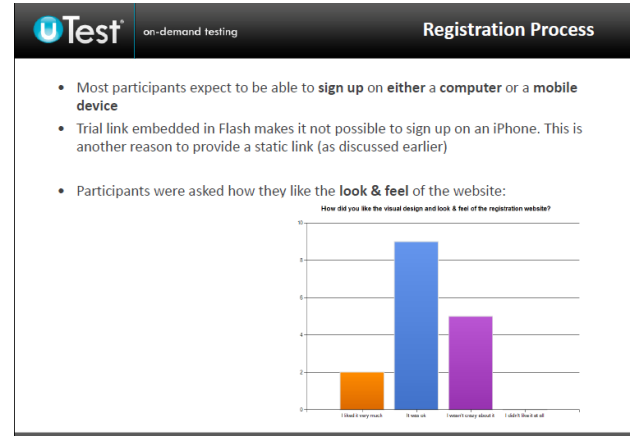 uTest on-demand testing
Registration Process
• Most participants expect to be able to sign up on either a computer or a mobile
device
• Trial link embedded in Flash makes it not possible to sign up on an iPhone. This is
another reason to provide a static link (as discussed earlier)
• Participants were asked how they like the look & feel of the website:
How did you like the visual design and look & feel of the registration website?
10
8
6
4
2
0
I liked it very much It was ok I wasn't crazy about it I didn't like it at all